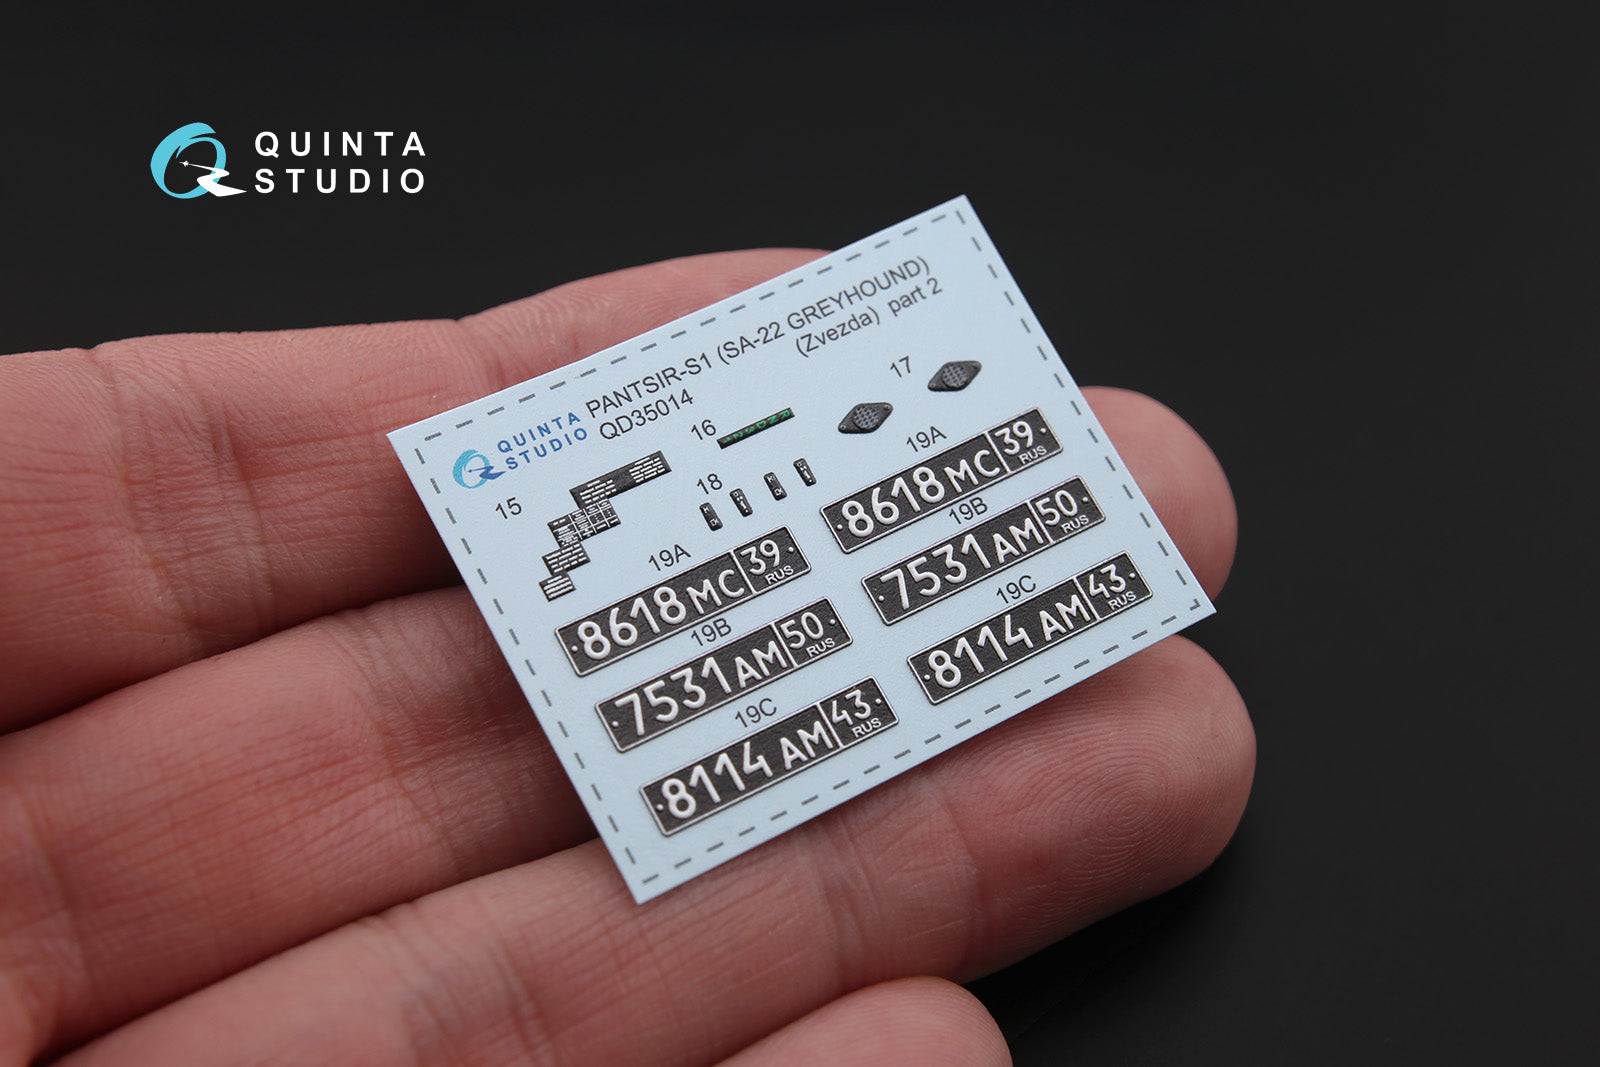 QUINTA
STUDIO
QUINTA
STUDIO
PANTSIR-S1 (SA-22 GREYHOUND)
QD35014
(Zvezda) part 2
15
16
17
18
19A
8618 MC 39
RUS
19B
7531 AM 50
RUS
19C
8114 AM 43
RUS
19A
8618 MC 39
RUS
19B
7531 AM 50
RUS
19C
8114 AM 43
RUS